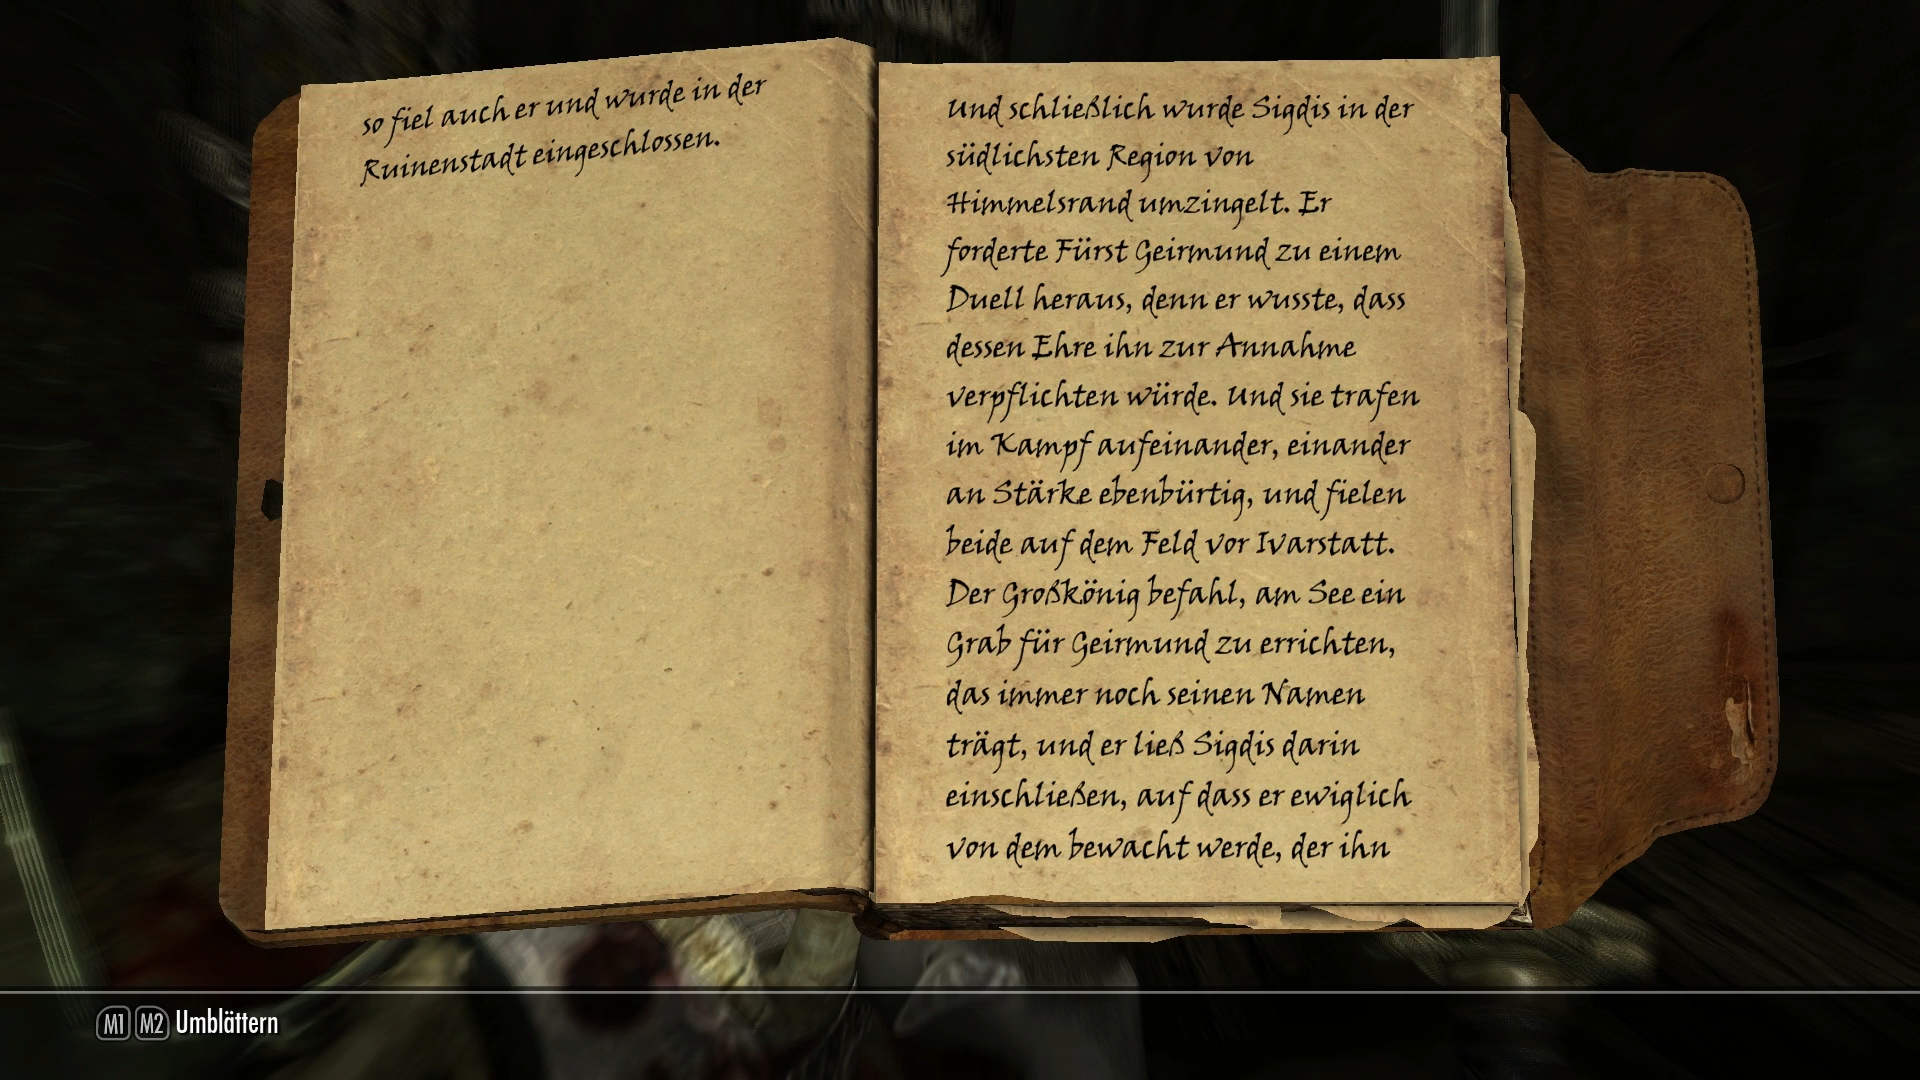 so fiel auch er und wurde in der
Ruinenstadt eingeschlossen.
Und schließlich wurde Sigdis in der
südlichsten Region von
Himmelsrand umzingelt. Er
forderte Fürst Geirmund zu einem
Duell heraus, denn er wusste, dass
dessen Ehre ihn zur Annahme
verpflichten würde. Und sie trafen
im Kampf aufeinander, einander
an Stärke ebenbürtig, und fielen
beide auf dem Feld vor Ivarstatt.
Der Großkönig befahl, am See ein
Grab für Geirmund zu errichten,
das immer noch seinen Namen
trägt, und er ließ Sigdis darin
einschließen, auf dass er ewiglich
von dem bewacht werde, der ihn
M1 M2 Umblättern